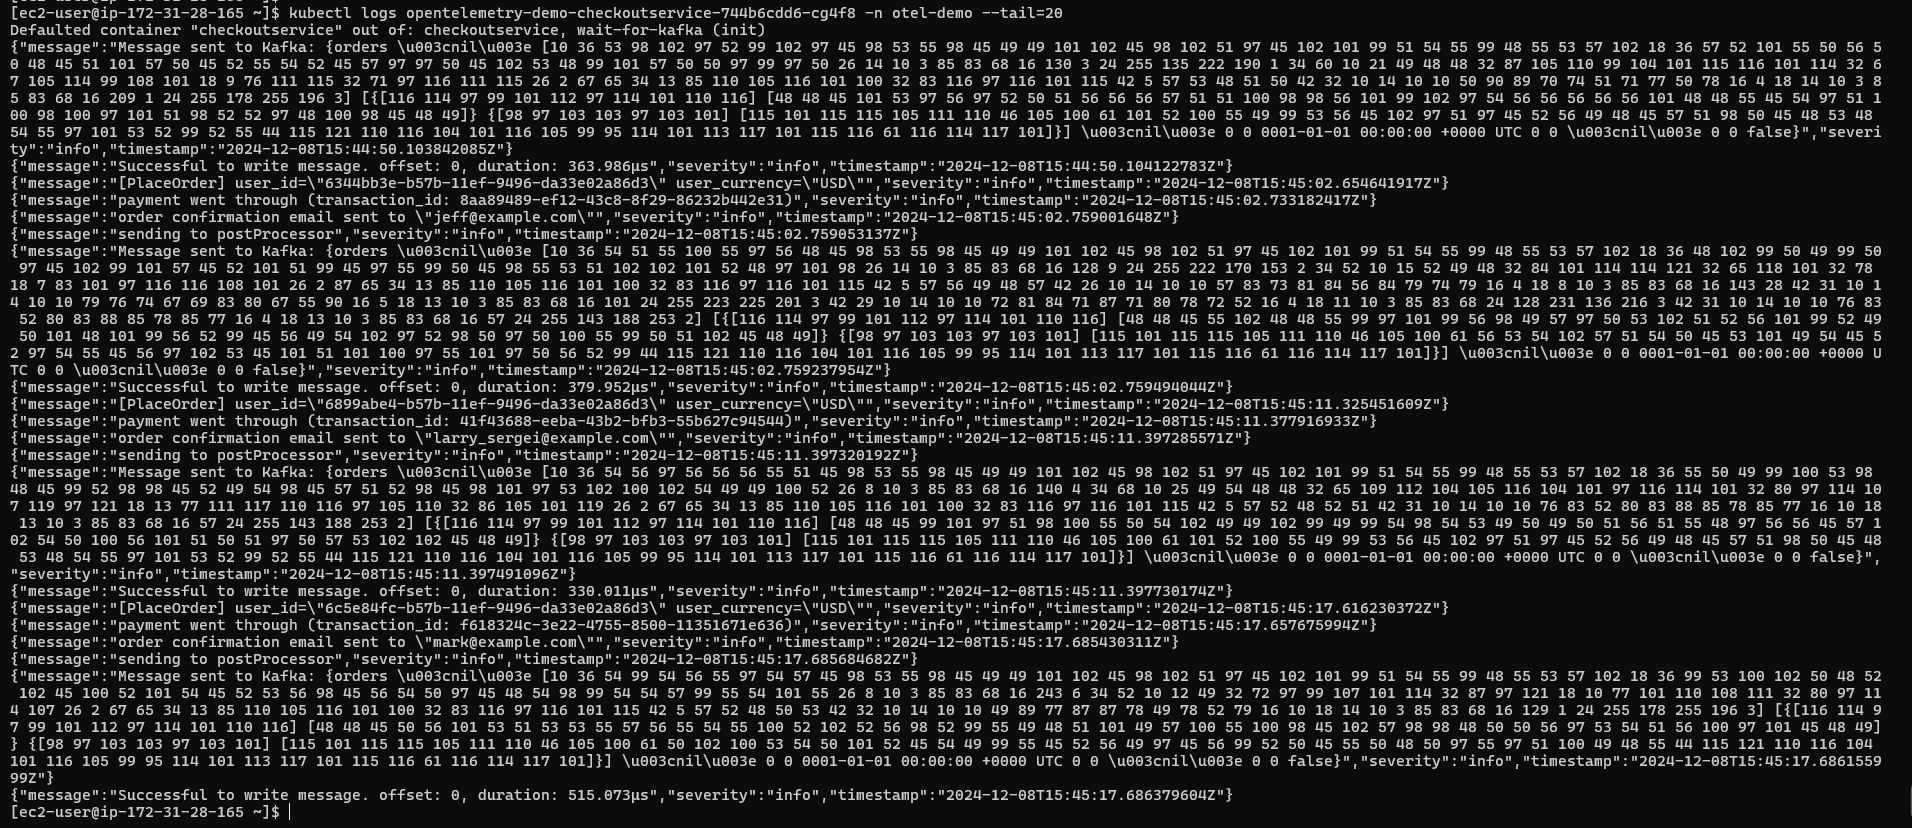 [ec2-user@ip-172-31-28-165 ~]$ kubectl logs opentelemetry-demo-checkoutservice-744b6cdd6-cg4f8 -n otel-demo --tail=20
Defaulted container "checkoutservice" out of: checkoutservice, wait-for-kafka (init)
{"message":"Message sent to Kafka: {orders \u003cnil\u003e [10 36 53 98 102 97 52 99 102 97 45 98 53 55 98 45 49 49 101 102 45 98 102 51 97 45 102 101 99 51 54 55 99 48 55 53 57 102 18 36 57 52 101 55 50 56 5
0 48 45 51 101 57 50 45 52 55 54 52 45 57 97 97 50 45 102 53 48 99 101 57 50 50 97 99 97 50 26 14 10 3 85 83 68 16 130 3 24 255 135 222 190 1 34 60 10 21 49 48 48 32 87 105 110 99 104 101 115 116 101 114 32 6
7 105 114 99 108 101 18 9 76 111 115 32 71 97 116 111 115 26 2 67 65 34 13 85 110 105 116 101 100 32 83 116 97 116 101 115 42 5 57 53 48 51 50 42 32 10 14 10 10 50 90 89 70 74 51 71 77 50 78 16 4 18 14 10 3 8
5 83 68 16 209 1 24 255 178 255 196 3] [{[116 114 97 99 101 112 97 114 101 110 116] [48 48 45 101 53 97 56 97 52 50 51 56 56 56 57 51 51 100 98 98 56 101 99 102 97 54 56 56 56 56 56 101 48 48 55 45 54 97 51 1
00 98 100 97 101 51 98 52 52 97 48 100 98 45 48 49]} {[98 97 103 103 97 103 101] [115 101 115 115 105 111 110 46 105 100 61 101 52 100 55 49 99 53 56 45 102 97 51 97 45 52 56 49 48 45 57 51 98 50 45 48 53 48
54 55 97 101 53 52 99 52 55 44 115 121 110 116 104 101 116 105 99 95 114 101 113 117 101 115 116 61 116 114 117 101]}] \u003cnil\u003e 0 0 0001-01-01 00:00:00 +0000 UTC 0 0 \u003cnil\u003e 0 0 false}","severi
ty":"info","timestamp":"2024-12-08T15:44:50.103842085Z"}
{"message":"Successful to write message. offset: 0, duration: 363.986µs","severity":"info","timestamp":"2024-12-08T15:44:50.104122783Z"}
{"message":"[PlaceOrder] user_id=\"6344bb3e-b57b-11ef-9496-da33e02a86d3\" user_currency=\"USD\"","severity":"info","timestamp":"2024-12-08T15:45:02.654641917Z"}
{"message":"payment went through (transaction_id: 8aa89489-ef12-43c8-8f29-86232b442e31)","severity":"info","timestamp":"2024-12-08T15:45:02.733182417Z"}
{"message":"order confirmation email sent to \"jeff@example.com\"","severity":"info","timestamp":"2024-12-08T15:45:02.759001648Z"}
{"message":"sending to postProcessor","severity":"info","timestamp":"2024-12-08T15:45:02.759053137Z"}
{"message":"Message sent to Kafka: {orders \u003cnil\u003e [10 36 54 51 55 100 55 97 56 48 45 98 53 55 98 45 49 49 101 102 45 98 102 51 97 45 102 101 99 51 54 55 99 48 55 53 57 102 18 36 48 102 99 50 49 99 50
97 45 102 99 101 57 45 52 101 51 99 45 97 55 99 50 45 98 55 53 51 102 102 101 52 48 97 101 98 26 14 10 3 85 83 68 16 128 9 24 255 222 170 153 2 34 52 10 15 52 49 48 32 84 101 114 114 121 32 65 118 101 32 78
18 7 83 101 97 116 116 108 101 26 2 87 65 34 13 85 110 105 116 101 100 32 83 116 97 116 101 115 42 5 57 56 49 48 57 42 26 10 14 10 10 57 83 73 81 84 56 84 79 74 79 16 4 18 8 10 3 85 83 68 16 143 28 42 31 10 1
4 10 10 79 76 74 67 69 83 80 67 55 90 16 5 18 13 10 3 85 83 68 16 101 24 255 223 225 201 3 42 29 10 14 10 10 72 81 84 71 87 71 80 78 72 52 16 4 18 11 10 3 85 83 68 24 128 231 136 216 3 42 31 10 14 10 10 76 83
52 80 83 88 85 78 85 77 16 4 18 13 10 3 85 83 68 16 57 24 255 143 188 253 2] [{[116 114 97 99 101 112 97 114 101 110 116] [48 48 45 55 102 48 48 55 99 97 101 99 56 98 49 57 97 50 53 102 51 52 56 101 99 52 49
50 101 48 101 99 56 52 99 45 56 49 54 102 97 52 98 50 97 50 100 55 99 50 51 102 45 48 49]} {[98 97 103 103 97 103 101] [115 101 115 115 105 111 110 46 105 100 61 56 53 54 102 57 51 54 50 45 53 101 49 54 45 5
2 97 54 55 45 56 97 102 53 45 101 51 101 100 97 55 101 97 50 56 52 99 44 115 121 110 116 104 101 116 105 99 95 114 101 113 117 101 115 116 61 116 114 117 101]}] \u003cnil\u003e 0 0 0001-01-01 00:00:00 +0000 U
TC 0 0 \u003cnil\u003e 0 0 false}","severity":"info","timestamp":"2024-12-08T15:45:02.759237954Z"}
{"message":"Successful to write message. offset: 0, duration: 379.952µs","severity":"info","timestamp":"2024-12-08T15:45:02.759494044Z"}
{"message":"[PlaceOrder] user_id=\"6899abe4-b57b-11ef-9496-da33e02a86d3\" user_currency=\"USD\"","severity":"info","timestamp":"2024-12-08T15:45:11.325451609Z"}
{"message":"payment went through (transaction_id: 41f43688-eeba-43b2-bfb3-55b627c94544)","severity":"info","timestamp":"2024-12-08T15:45:11.377916933Z"}
{"message":"order confirmation email sent to \"larry_sergei@example.com\"","severity":"info","timestamp":"2024-12-08T15:45:11.397285571Z"}
{"message":"sending to postProcessor","severity":"info","timestamp":"2024-12-08T15:45:11.397320192Z"}
{"message":"Message sent to Kafka: {orders \u003cnil\u003e [10 36 54 56 97 56 56 56 55 51 45 98 53 55 98 45 49 49 101 102 45 98 102 51 97 45 102 101 99 51 54 55 99 48 55 53 57 102 18 36 55 50 49 99 100 53 98
48 45 99 52 98 98 45 52 49 54 98 45 57 51 52 98 45 98 101 97 53 102 100 102 54 49 49 100 52 26 8 10 3 85 83 68 16 140 4 34 68 10 25 49 54 48 48 32 65 109 112 104 105 116 104 101 97 116 114 101 32 80 97 114 10
7 119 97 121 18 13 77 111 117 110 116 97 105 110 32 86 105 101 119 26 2 67 65 34 13 85 110 105 116 101 100 32 83 116 97 116 101 115 42 5 57 52 48 52 51 42 31 10 14 10 10 76 83 52 80 83 88 85 78 85 77 16 10 18
13 10 3 85 83 68 16 57 24 255 143 188 253 2] [{[116 114 97 99 101 112 97 114 101 110 116] [48 48 45 99 101 97 51 98 100 55 50 54 102 49 49 102 99 49 99 54 98 54 53 49 50 49 50 51 56 51 55 48 97 56 56 45 57 1
02 54 50 100 56 101 51 50 51 97 50 57 53 102 102 45 48 49]} {[98 97 103 103 97 103 101] [115 101 115 115 105 111 110 46 105 100 61 101 52 100 55 49 99 53 56 45 102 97 51 97 45 52 56 49 48 45 57 51 98 50 45 48
53 48 54 55 97 101 53 52 99 52 55 44 115 121 110 116 104 101 116 105 99 95 114 101 113 117 101 115 116 61 116 114 117 101]}] \u003cnil\u003e 0 0 0001-01-01 00:00:00 +0000 UTC 0 0 \u003cnil\u003e 0 0 false}",
"severity":"info","timestamp":"2024-12-08T15:45:11.397491096Z"}
{"message":"Successful to write message. offset: 0, duration: 330.011µs","severity":"info","timestamp":"2024-12-08T15:45:11.397730174Z"}
{"message":"[PlaceOrder] user_id=\"6c5e84fc-b57b-11ef-9496-da33e02a86d3\" user_currency=\"USD\"","severity":"info","timestamp":"2024-12-08T15:45:17.616230372Z"}
{"message":"payment went through (transaction_id: f618324c-3e22-4755-8500-11351671e636)","severity":"info","timestamp":"2024-12-08T15:45:17.657675994Z"}
{"message":"order confirmation email sent to \"mark@example.com\"","severity":"info","timestamp":"2024-12-08T15:45:17.685430311Z"}
{"message":"sending to postProcessor","severity":"info","timestamp":"2024-12-08T15:45:17.685684682Z"}
{"message":"Message sent to Kafka: {orders \u003cnil\u003e [10 36 54 99 54 56 55 97 54 57 45 98 53 55 98 45 49 49 101 102 45 98 102 51 97 45 102 101 99 51 54 55 99 48 55 53 57 102 18 36 99 53 100 102 50 48 52
102 45 100 52 101 54 45 52 53 56 98 45 56 54 50 97 45 48 54 98 99 54 54 57 99 55 54 101 55 26 8 10 3 85 83 68 16 243 6 34 52 10 12 49 32 72 97 99 107 101 114 32 87 97 121 18 10 77 101 110 108 111 32 80 97 11
4 107 26 2 67 65 34 13 85 110 105 116 101 100 32 83 116 97 116 101 115 42 5 57 52 48 50 53 42 32 10 14 10 10 49 89 77 87 87 78 49 78 52 79 16 10 18 14 10 3 85 83 68 16 129 1 24 255 178 255 196 3] [{[116 114 9
7 99 101 112 97 114 101 110 116] [48 48 45 50 56 101 53 51 53 53 55 57 56 55 54 55 100 52 102 52 56 98 52 99 55 49 48 51 101 49 57 100 55 100 98 45 102 57 98 98 48 50 50 56 97 53 54 51 56 100 97 101 45 48 49]
} {[98 97 103 103 97 103 101] [115 101 115 115 105 111 110 46 105 100 61 50 102 100 53 54 50 101 52 45 54 49 99 55 45 52 56 49 97 45 56 99 52 50 45 55 50 48 50 97 55 97 51 100 49 48 55 44 115 121 110 116 104
101 116 105 99 95 114 101 113 117 101 115 116 61 116 114 117 101]}] \u003cnil\u003e 0 0 0001-01-01 00:00:00 +0000 UTC 0 0 \u003cnil\u003e 0 0 false}","severity":"info","timestamp":"2024-12-08T15:45:17.6861559
99Z"}
{"message":"Successful to write message. offset: 0, duration: 515.073µs","severity":"info","timestamp":"2024-12-08T15:45:17.686379604Z"}
[ec2-user@ip-172-31-28-165 ~]$